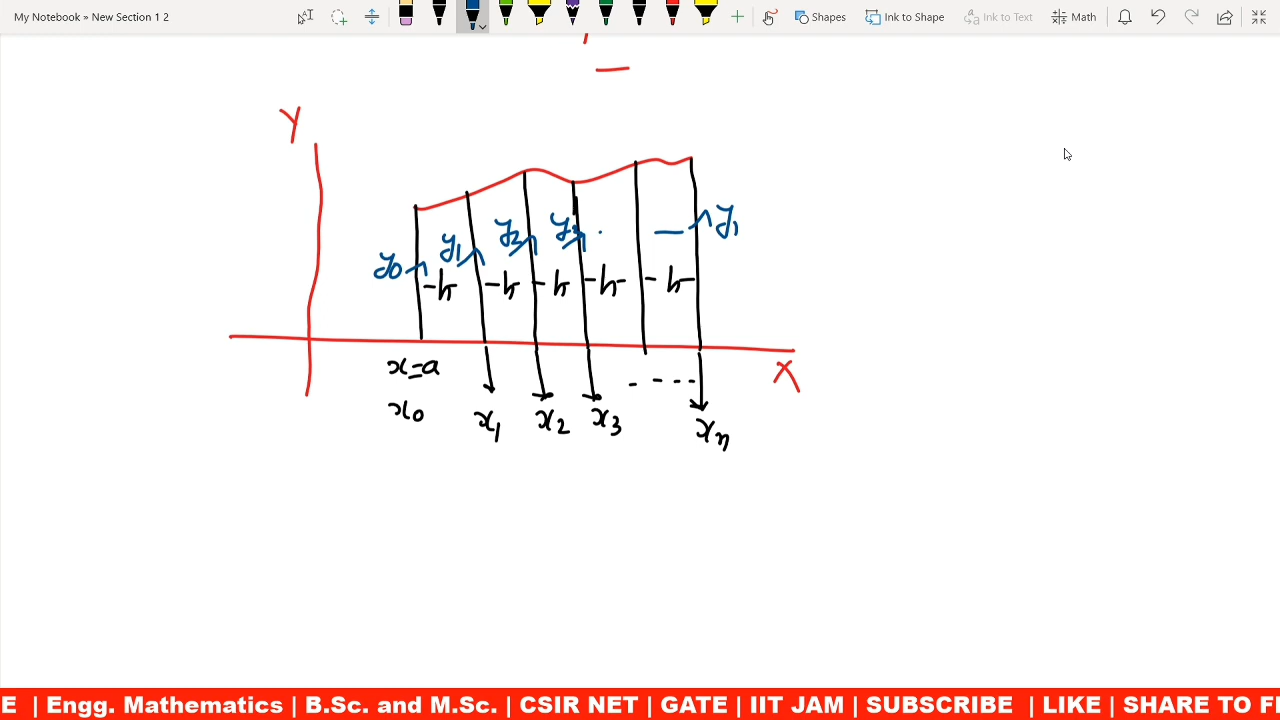 My Notebook » New Section 1 2
Shapes
Ink to Shape
Ink to Text
Math
Y
y0 y1 y2 y3 . — y1
h h h h h
x=a
X
x0 x1 x2 x3 ---- xn
E | Engg. Mathematics | B.Sc. and M.Sc. | CSIR NET | GATE | IIT JAM | SUBSCRIBE | LIKE | SHARE TO F